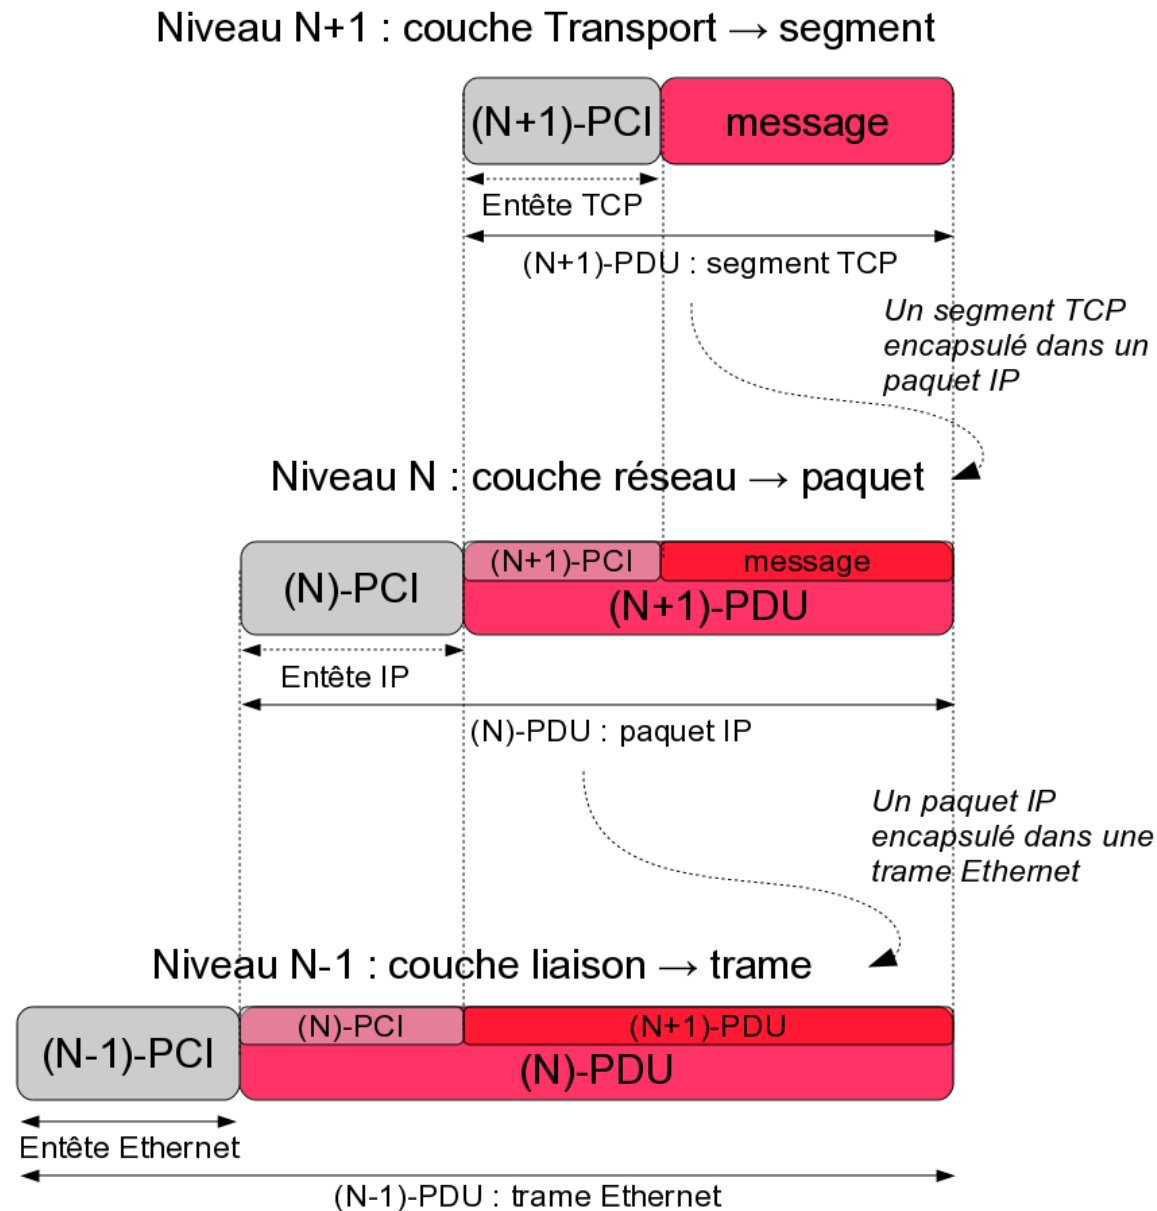 Niveau N+1 : couche Transport → segment
(N+1)-PCI
message
Entête TCP
(N+1)-PDU : segment TCP
Un segment TCP
encapsulé dans un
paquet IP
Niveau N : couche réseau → paquet
(N)-PCI
(N+1)-PCI
message
(N+1)-PDU
Entête IP
(N)-PDU : paquet IP
Un paquet IP
encapsulé dans une
trame Ethernet
Niveau N-1 : couche liaison → trame
(N-1)-PCI
(N)-PCI
(N+1)-PDU
(N)-PDU
Entête Ethernet
(N-1)-PDU : trame Ethernet